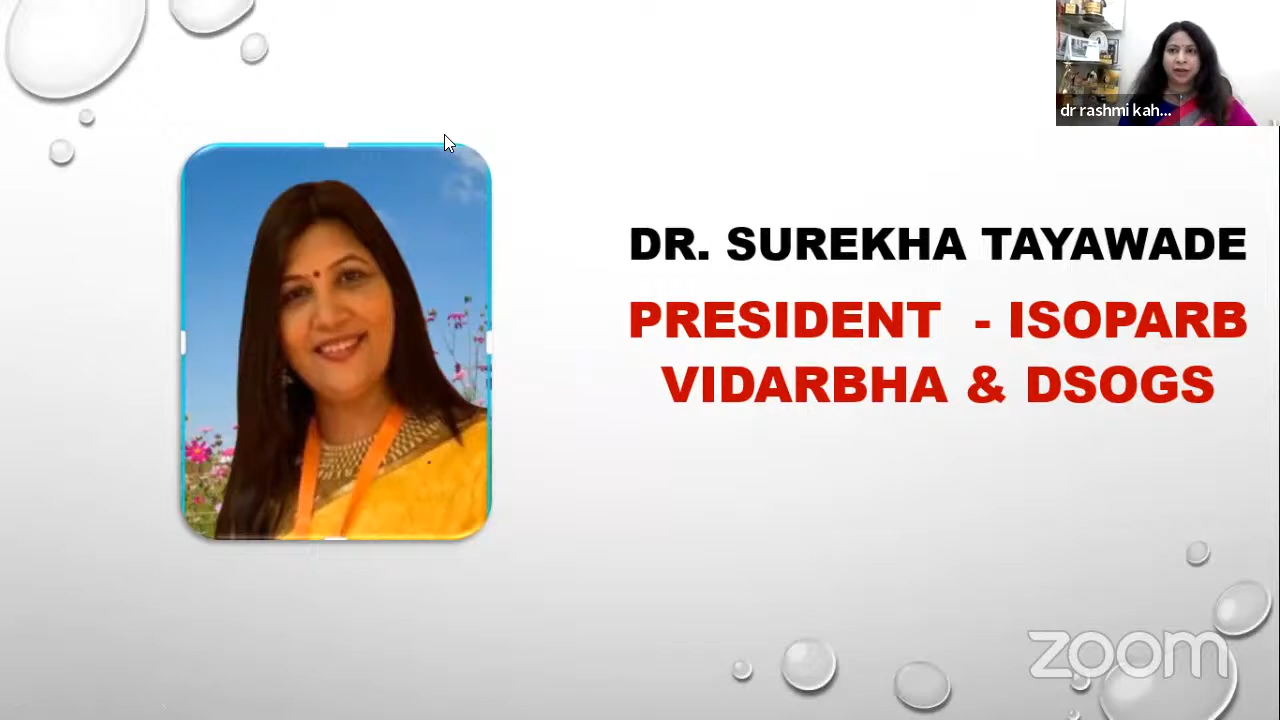 dr rashmi kah...
DR. SUREKHA TAYAWADE
PRESIDENT - ISOPARB
VIDARBHA & DSOGS
zoom